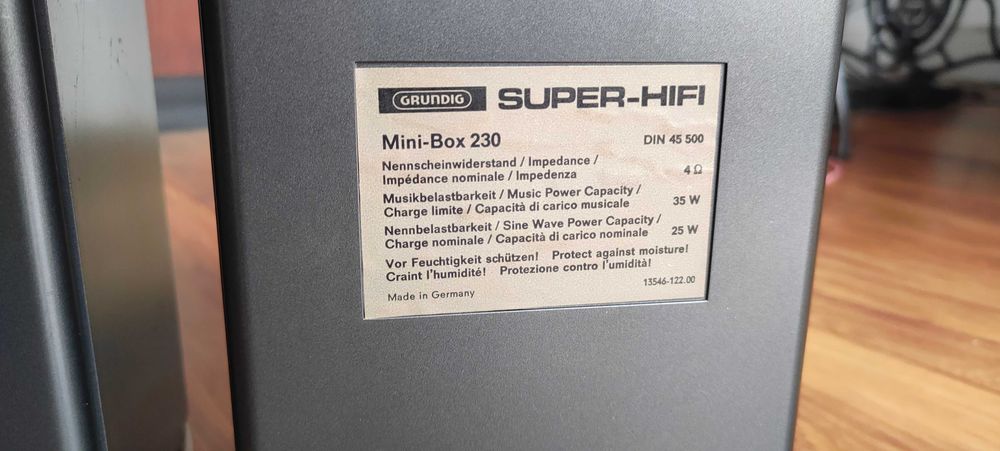 GRUNDIG SUPER-HIFI
Mini-Box 230 DIN 45 500
Nennscheinwiderstand / Impedance /
Impédance nominale / Impedenza 4 Ω
Musikbelastbarkeit / Music Power Capacity /
Charge limite / Capacità di carico musicale 35 W
Nennbelastbarkeit / Sine Wave Power Capacity /
Charge nominale / Capacità di carico nominale 25 W
Vor Feuchtigkeit schützen! Protect against moisture!
Craint l'humidité! Protezione contro l'umidità!
Made in Germany 13546-122.00